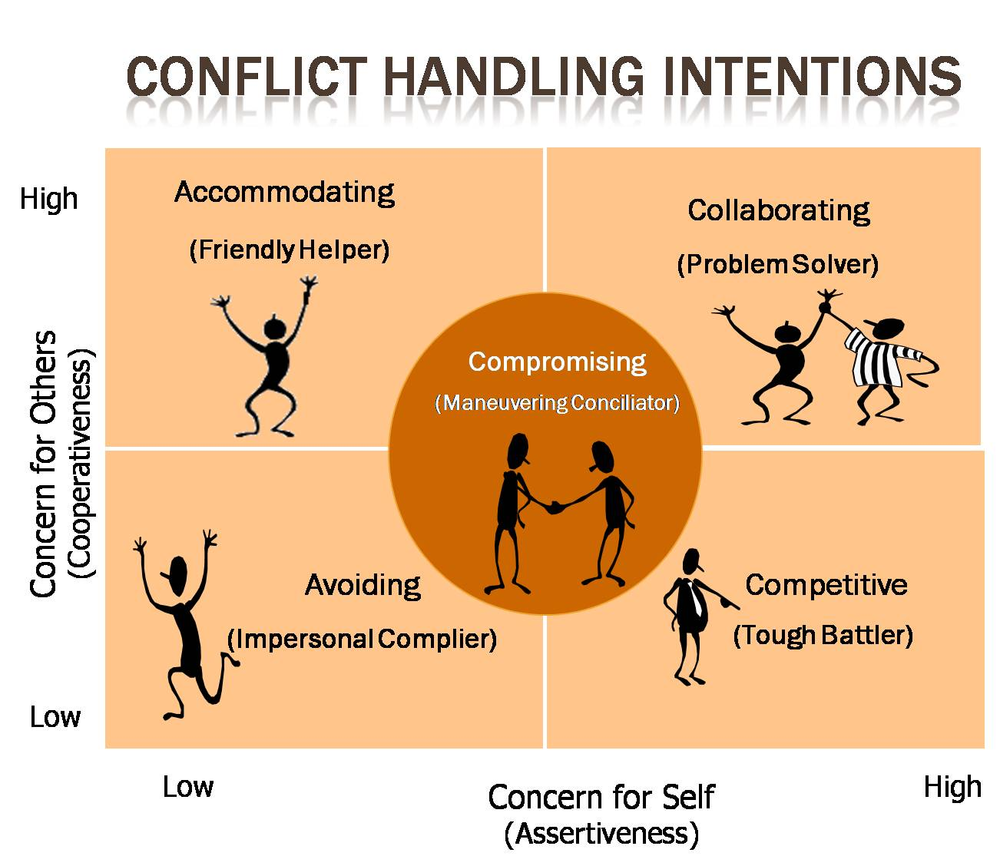 CONFLICT HANDLING INTENTIONS
High
Accommodating
(Friendly Helper)
Collaborating
(Problem Solver)
Compromising
(Maneuvering Conciliator)
Concern for Others
(Cooperativeness)
Avoiding
(Impersonal Complier)
Competitive
(Tough Battler)
Low
Low
Concern for Self
(Assertiveness)
High